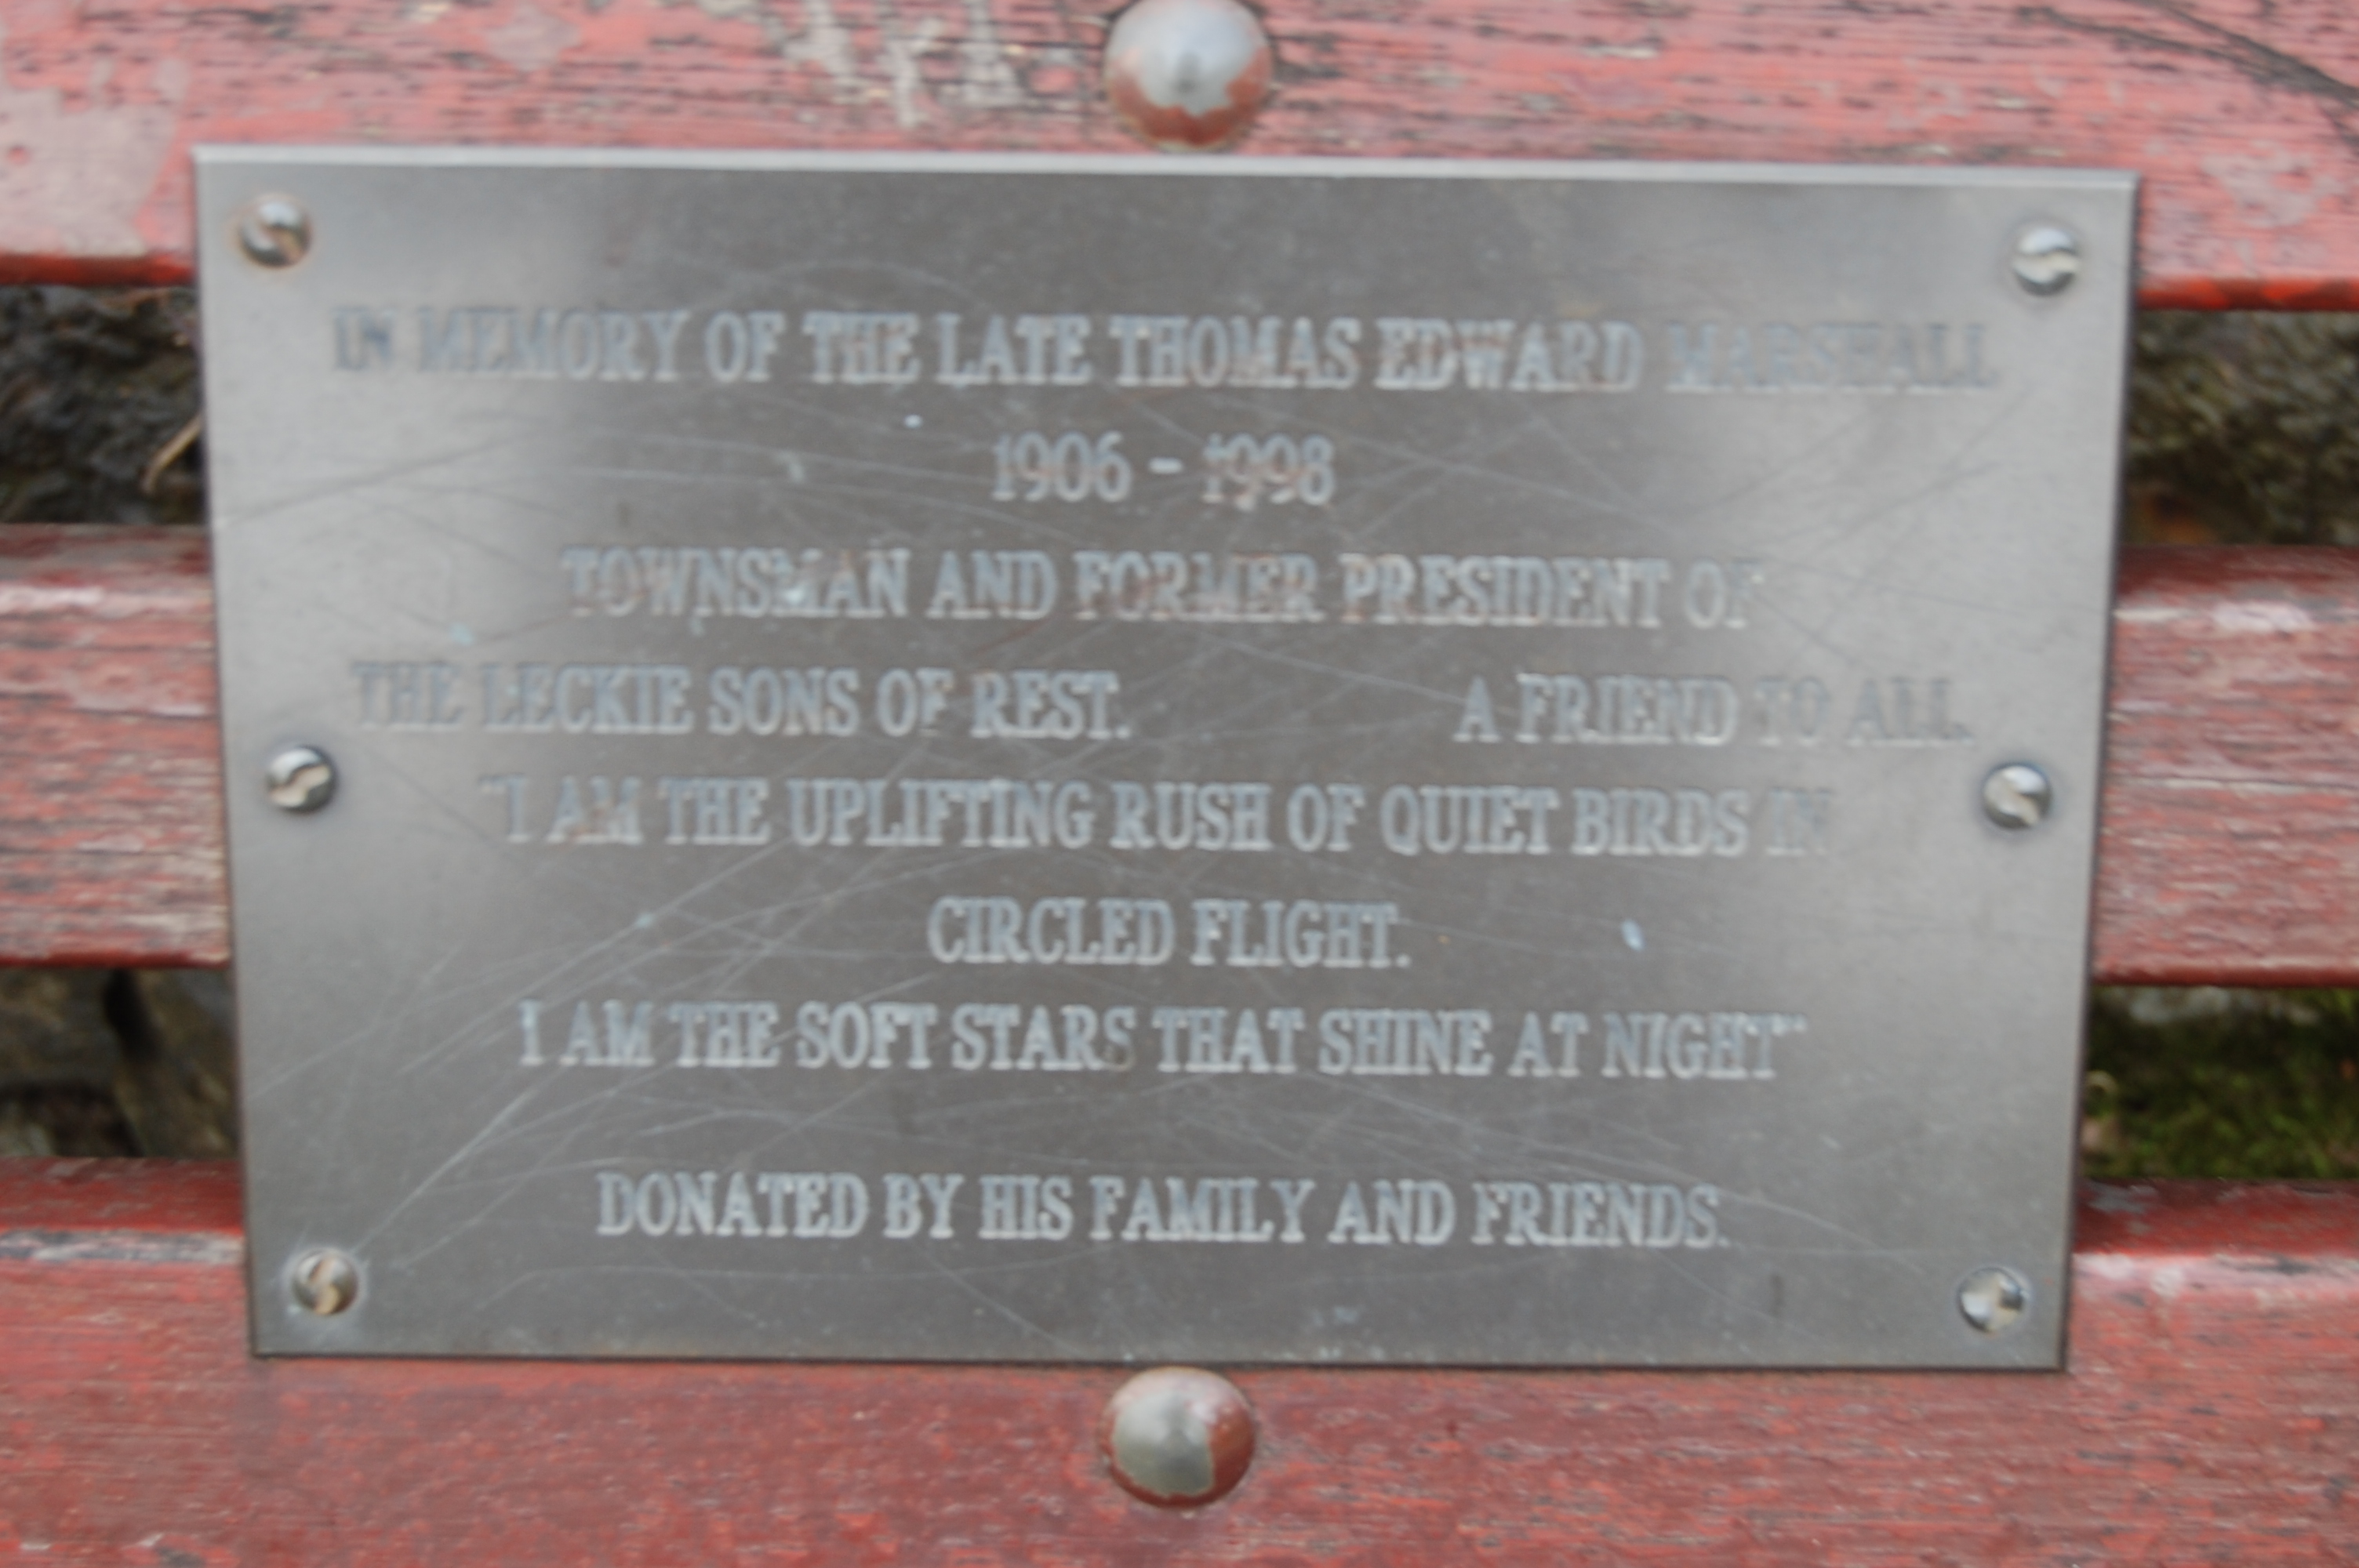 IN MEMORY OF THE LATE THOMAS EDWARD MARSHALL
1906 - 1998
TOWNSMAN AND FORMER PRESIDENT OF
THE LECKIE SONS OF REST. A FRIEND TO ALL.
"I AM THE UPLIFTING RUSH OF QUIET BIRDS IN
CIRCLED FLIGHT.
I AM THE SOFT STARS THAT SHINE AT NIGHT"
DONATED BY HIS FAMILY AND FRIENDS.